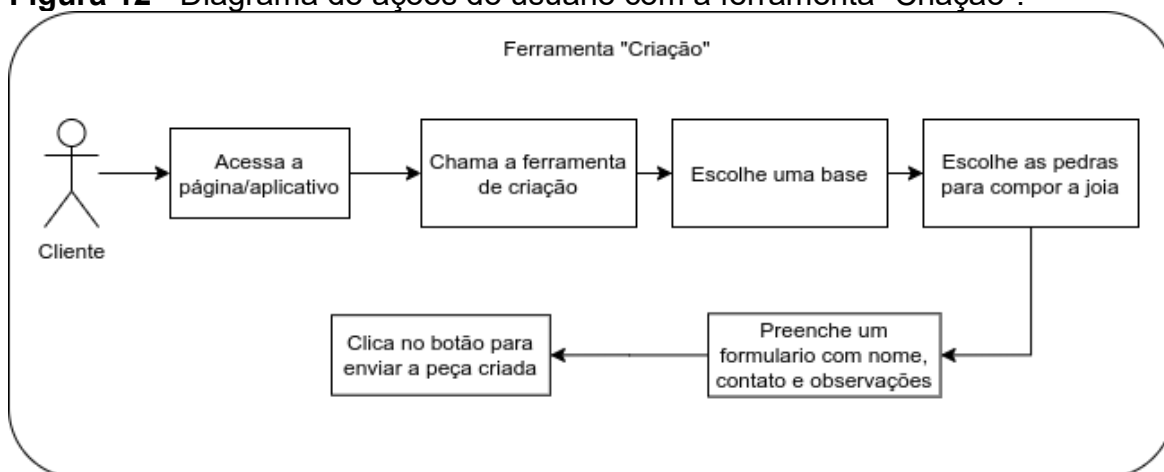 Figura 12 - Diagrama de ações do usuário com a ferramenta "Criação".
Ferramenta "Criação"
Cliente
Acessa a
página/aplicativo
Chama a ferramenta
de criação
Escolhe uma base
Escolhe as pedras
para compor a joia
Preenche um
formulario com nome,
contato e observações
Clica no botão para
enviar a peça criada